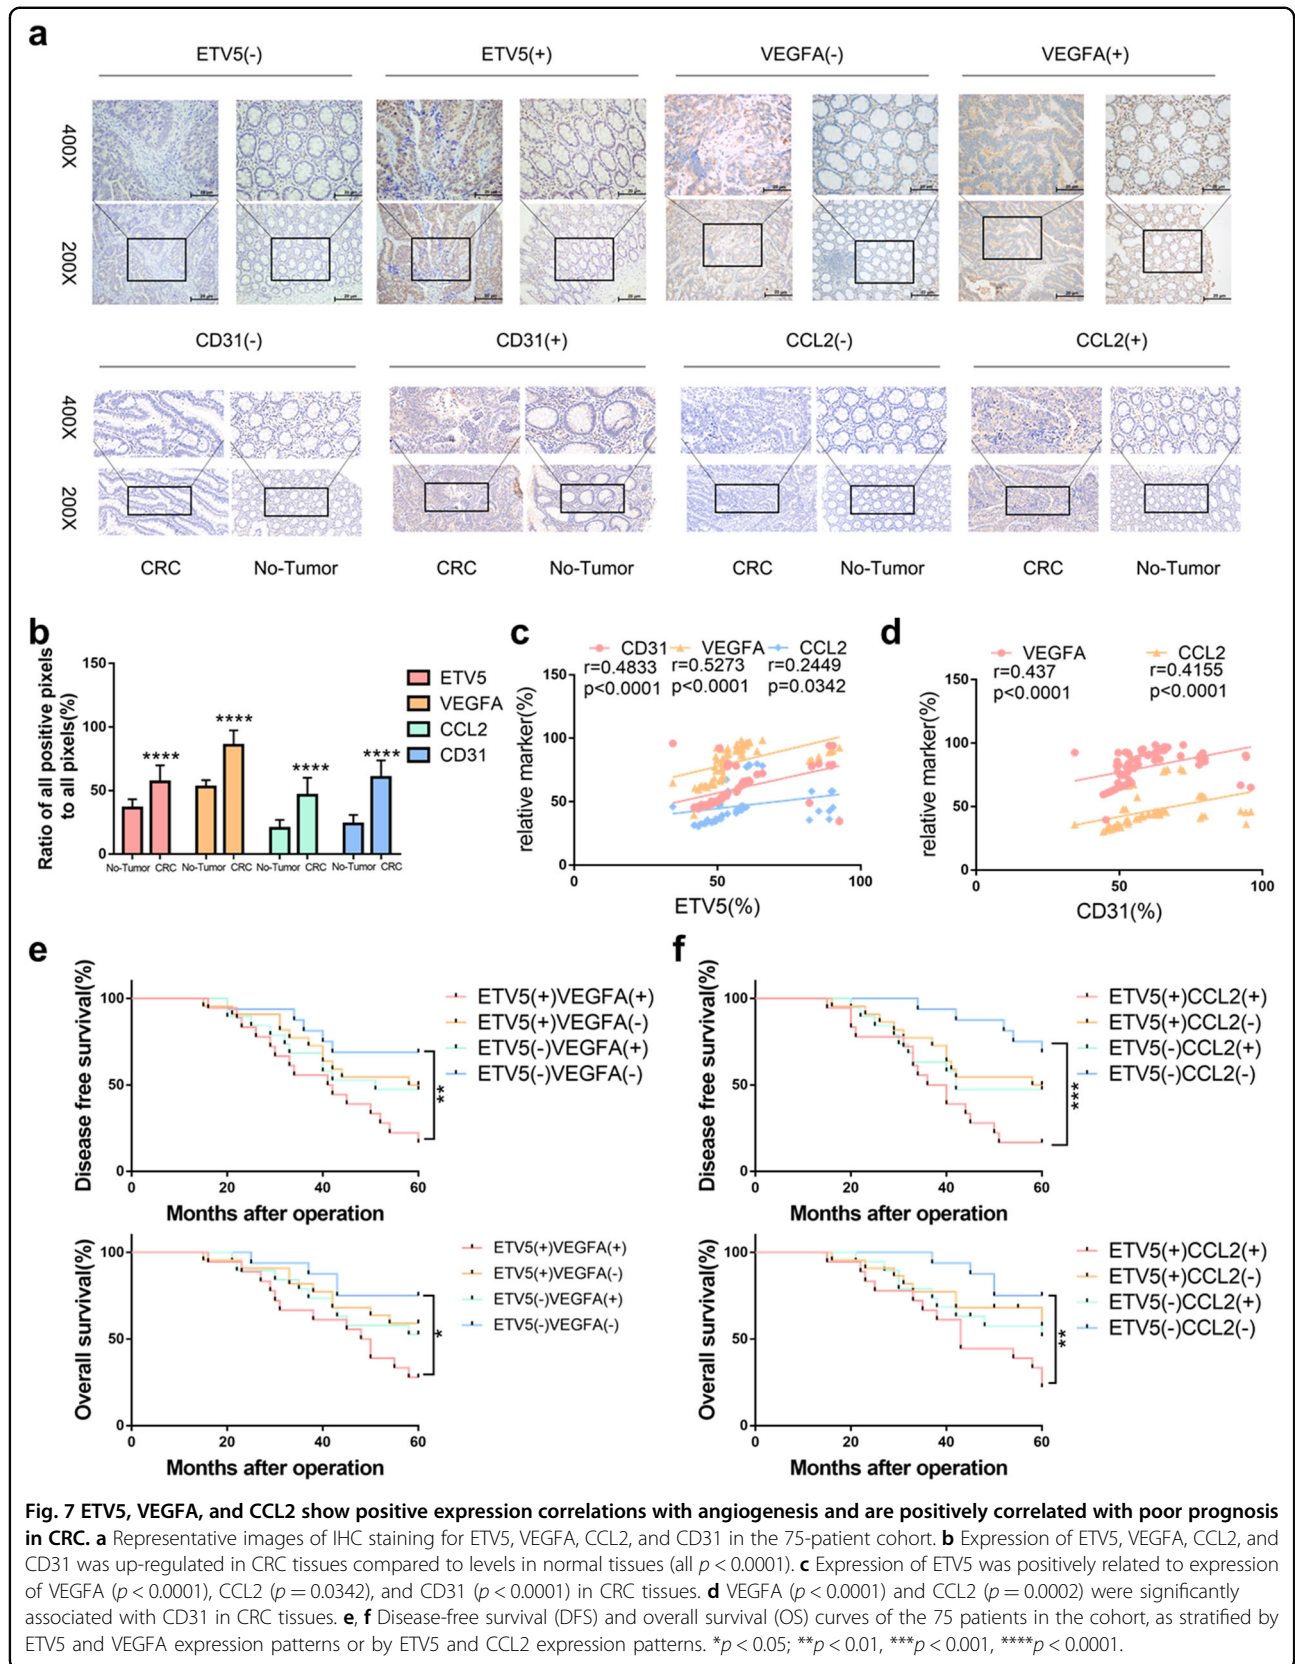 a
ETV5(-) ETV5(+) VEGFA(-) VEGFA(+)
400X
200X
CD31(-) CD31(+) CCL2(-) CCL2(+)
400X
200X
CRC No-Tumor CRC No-Tumor CRC No-Tumor CRC No-Tumor
b
Ratio of all positive pixels
to all pixels(%)
150
100
50
0
**** **** **** ****
No-Tumor CRC No-Tumor CRC No-Tumor CRC No-Tumor CRC
ETV5
VEGFA
CCL2
CD31
c
CD31 VEGFA CCL2
r=0.4833 r=0.5273 r=0.2449
p<0.0001 p<0.0001 p=0.0342
relative marker(%)
150
100
50
0
0 50 100
ETV5(%)
d
VEGFA CCL2
r=0.437 r=0.4155
p<0.0001 p<0.0001
relative marker(%)
150
100
50
0
0 50 100
CD31(%)
e
Disease free survival(%)
100
50
0
0 20 40 60
Months after operation
ETV5(+)VEGFA(+)
ETV5(+)VEGFA(-)
ETV5(-)VEGFA(+)
ETV5(-)VEGFA(-)
**
Overall survival(%)
100
50
0
0 20 40 60
Months after operation
ETV5(+)VEGFA(+)
ETV5(+)VEGFA(-)
ETV5(-)VEGFA(+)
ETV5(-)VEGFA(-)
*
f
Disease free survival(%)
100
50
0
0 20 40 60
Months after operation
ETV5(+)CCL2(+)
ETV5(+)CCL2(-)
ETV5(-)CCL2(+)
ETV5(-)CCL2(-)
***
Overall survival(%)
100
50
0
0 20 40 60
Months after operation
ETV5(+)CCL2(+)
ETV5(+)CCL2(-)
ETV5(-)CCL2(+)
ETV5(-)CCL2(-)
**
Fig. 7 ETV5, VEGFA, and CCL2 show positive expression correlations with angiogenesis and are positively correlated with poor prognosis
in CRC. a Representative images of IHC staining for ETV5, VEGFA, CCL2, and CD31 in the 75-patient cohort. b Expression of ETV5, VEGFA, CCL2, and
CD31 was up-regulated in CRC tissues compared to levels in normal tissues (all p < 0.0001). c Expression of ETV5 was positively related to expression
of VEGFA (p < 0.0001), CCL2 (p = 0.0342), and CD31 (p < 0.0001) in CRC tissues. d VEGFA (p < 0.0001) and CCL2 (p = 0.0002) were significantly
associated with CD31 in CRC tissues. e, f Disease-free survival (DFS) and overall survival (OS) curves of the 75 patients in the cohort, as stratified by
ETV5 and VEGFA expression patterns or by ETV5 and CCL2 expression patterns. *p < 0.05; **p < 0.01, ***p < 0.001, ****p < 0.0001.